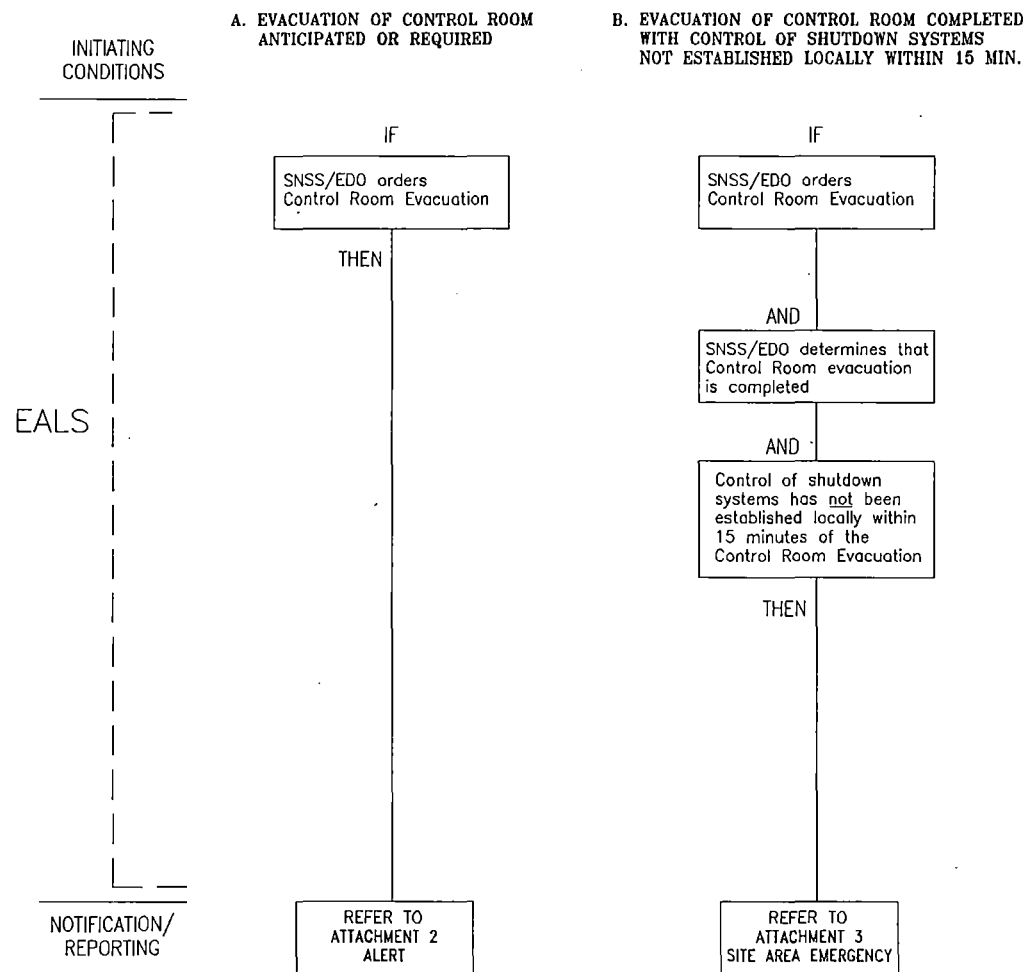 INITIATING
CONDITIONS
A. EVACUATION OF CONTROL ROOM
ANTICIPATED OR REQUIRED
B. EVACUATION OF CONTROL ROOM COMPLETED
WITH CONTROL OF SHUTDOWN SYSTEMS
NOT ESTABLISHED LOCALLY WITHIN 15 MIN.
EALS
IF
SNSS/EDO orders
Control Room Evacuation
THEN
IF
SNSS/EDO orders
Control Room Evacuation
AND
SNSS/EDO determines that
Control Room evacuation
is completed
AND
Control of shutdown
systems has not been
established locally within
15 minutes of the
Control Room Evacuation
THEN
NOTIFICATION/
REPORTING
REFER TO
ATTACHMENT 2
ALERT
REFER TO
ATTACHMENT 3
SITE AREA EMERGENCY